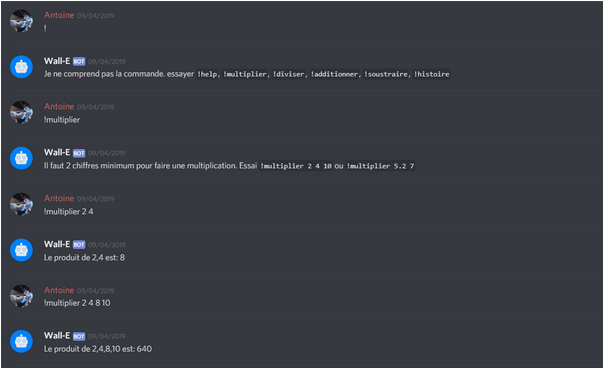 Antoine 09/04/2019
!
Wall-E BOT 09/04/2019
Je ne comprend pas la commande. essayer !help, !multiplier, !diviser, !additionner, !soustraire, !histoire
Antoine 09/04/2019
!multiplier
Wall-E BOT 09/04/2019
Il faut 2 chiffres minimum pour faire une multiplication. Essai !multiplier 2 4 10 ou !multiplier 5.2 7
Antoine 09/04/2019
!multiplier 2 4
Wall-E BOT 09/04/2019
Le produit de 2,4 est: 8
Antoine 09/04/2019
!multiplier 2 4 8 10
Wall-E BOT 09/04/2019
Le produit de 2,4,8,10 est: 640